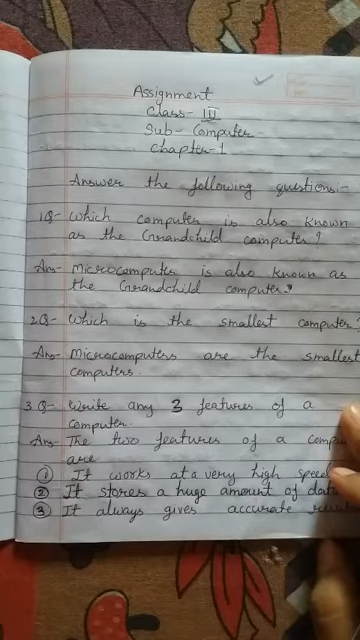 Assignment
Class- III
Sub- Computer-
Chapter-1
Answer the following questions:-
1Q- Which computer is also known
as the Grandchild computer?
Ans- Microcomputer is also known as
the Grandchild computer?
2Q- Which is the smallest computer?
Ans- Microcomputers are the smallest
computers.
3.Q- Write any 3 features of a
computer.
Ans- The two features of a
are
① It works at a very high speed
② It stores a huge amount of
③ It always gives accurate